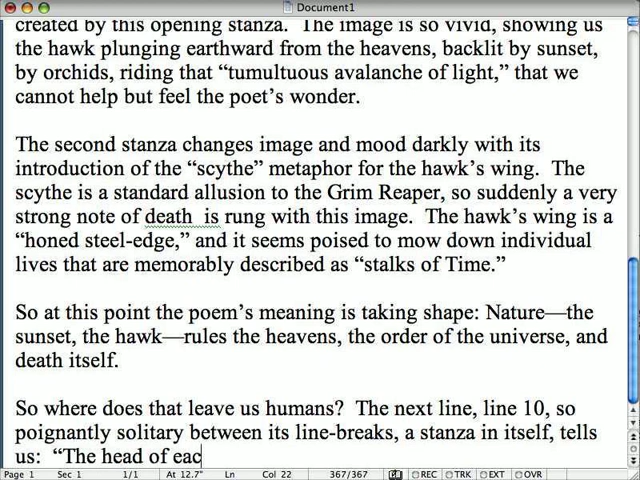 Document1
created by this opening stanza.  The image is so vivid, showing us
the hawk plunging earthward from the heavens, backlit by sunset,
by orchids, riding that “tumultuous avalanche of light,” that we
cannot help but feel the poet’s wonder.
The second stanza changes image and mood darkly with its
introduction of the “scythe” metaphor for the hawk’s wing.  The
scythe is a standard allusion to the Grim Reaper, so suddenly a very
strong note of death  is rung with this image.  The hawk’s wing is a
“honed steel-edge,” and it seems poised to mow down individual
lives that are memorably described as “stalks of Time.”
So at this point the poem’s meaning is taking shape: Nature—the
sunset, the hawk—rules the heavens, the order of the universe, and
death itself.
So where does that leave us humans?  The next line, line 10, so
poignantly solitary between its line-breaks, a stanza in itself, tells
us:  “The head of eac
Page 1 Sec 1 1/1 At 12.7" Ln Col 22 367/367 REC TRK EXT OVR